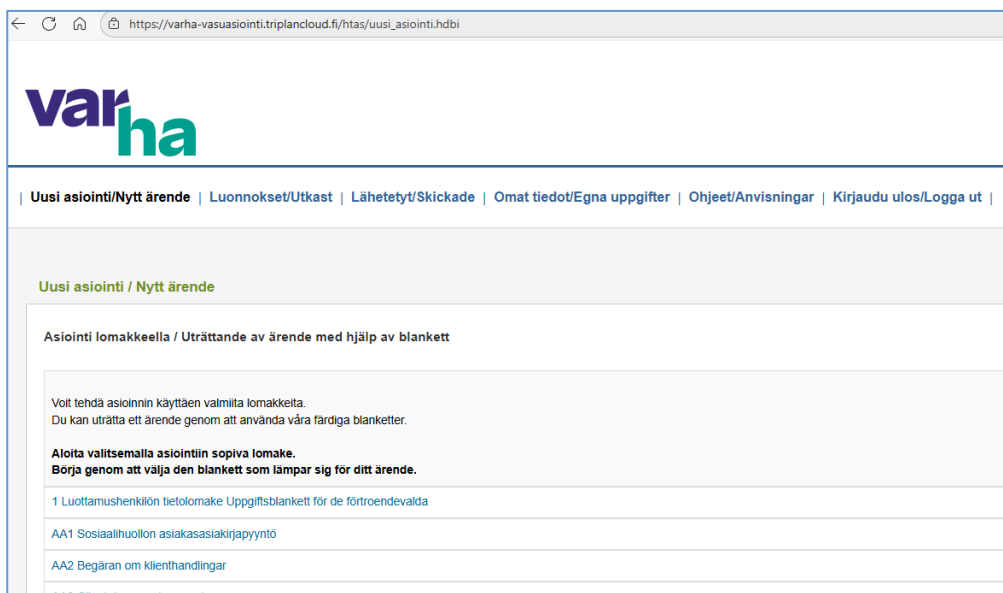 https://varha-vasuasiointi.triplancloud.fi/htas/uusi_asiointi.hdbi
varha
| Uusi asiointi/Nytt ärende | Luonnokset/Utkast | Lähetetyt/Skickade | Omat tiedot/Egna uppgifter | Ohjeet/Anvisningar | Kirjaudu ulos/Logga ut |
Uusi asiointi / Nytt ärende
Asiointi lomakkeella / Uträttande av ärende med hjälp av blankett
Voit tehdä asioinnin käyttäen valmiita lomakkeita.
Du kan uträtta ett ärende genom att använda våra färdiga blanketter.
Aloita valitsemalla asiointiin sopiva lomake.
Börja genom att välja den blankett som lämpar sig för ditt ärende.
1 Luottamushenkilön tietolomake Uppgiftsblankett för de förtroendevalda
AA1 Sosiaalihuollon asiakasasiakirjapyyntö
AA2 Begäran om klienthandlingar